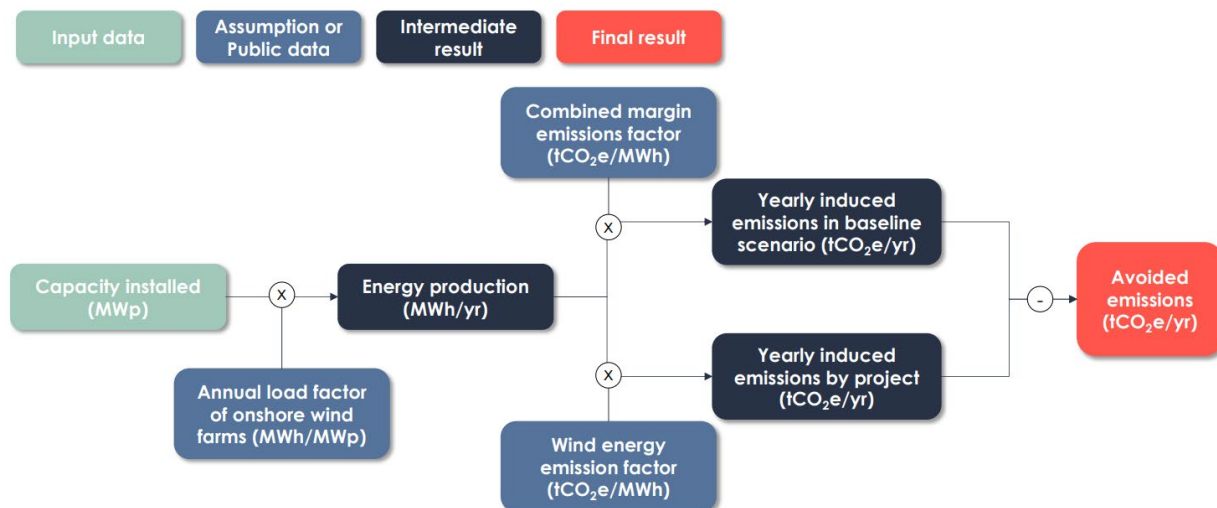 Input data
Assumption or
Public data
Intermediate
result
Final result
Combined margin
emissions factor
(tCO₂e/MWh)
X
Yearly induced
emissions in baseline
scenario (tCO₂e/yr)
Capacity installed
(MWp)
X
Energy production
(MWh/yr)
-
Avoided
emissions
(tCO₂e/yr)
Annual load factor
of onshore wind
farms (MWh/MWp)
X
Yearly induced
emissions by project
(tCO₂e/yr)
Wind energy
emission factor
(tCO₂e/MWh)